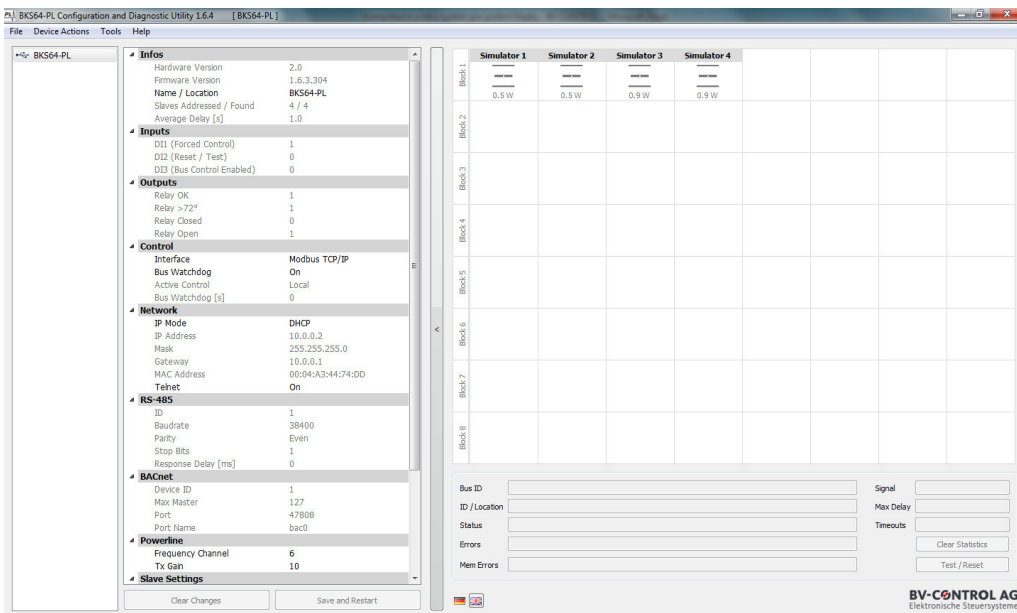 BKS64-PL Configuration and Diagnostic Utility 1.6.4 [ BKS64-PL ]
File Device Actions Tools Help
BKS64-PL
Infos
Hardware Version 2.0
Firmware Version 1.6.3.304
Name / Location BKS64-PL
Slaves Addressed / Found 4 / 4
Average Delay [s] 1.0
Inputs
DI1 (Forced Control) 1
DI2 (Reset / Test) 0
DI3 (Bus Control Enabled) 0
Outputs
Relay OK 1
Relay >72° 1
Relay Closed 0
Relay Open 1
Control
Interface Modbus TCP/IP
Bus Watchdog On
Active Control Local
Bus Watchdog [s] 0
Network
IP Mode DHCP
IP Address 10.0.0.2
Mask 255.255.255.0
Gateway 10.0.0.1
MAC Address 00:04:A3:44:74:DD
Telnet On
RS-485
ID 1
Baudrate 38400
Parity Even
Stop Bits 1
Response Delay [ms] 0
BACnet
Device ID 1
Max Master 127
Port 47808
Port Name bac0
Powerline
Frequency Channel 6
Tx Gain 10
Slave Settings
Clear Changes Save and Restart
<
Simulator 1 Simulator 2 Simulator 3 Simulator 4
Block 1
0.5 W 0.5 W 0.9 W 0.9 W
Block 2
Block 3
Block 4
Block 5
Block 6
Block 7
Block 8
Bus ID Signal
ID / Location Max Delay
Status Timeouts
Errors Clear Statistics
Mem Errors Test / Reset
BV-CONTROL AG
Elektronische Steuersysteme